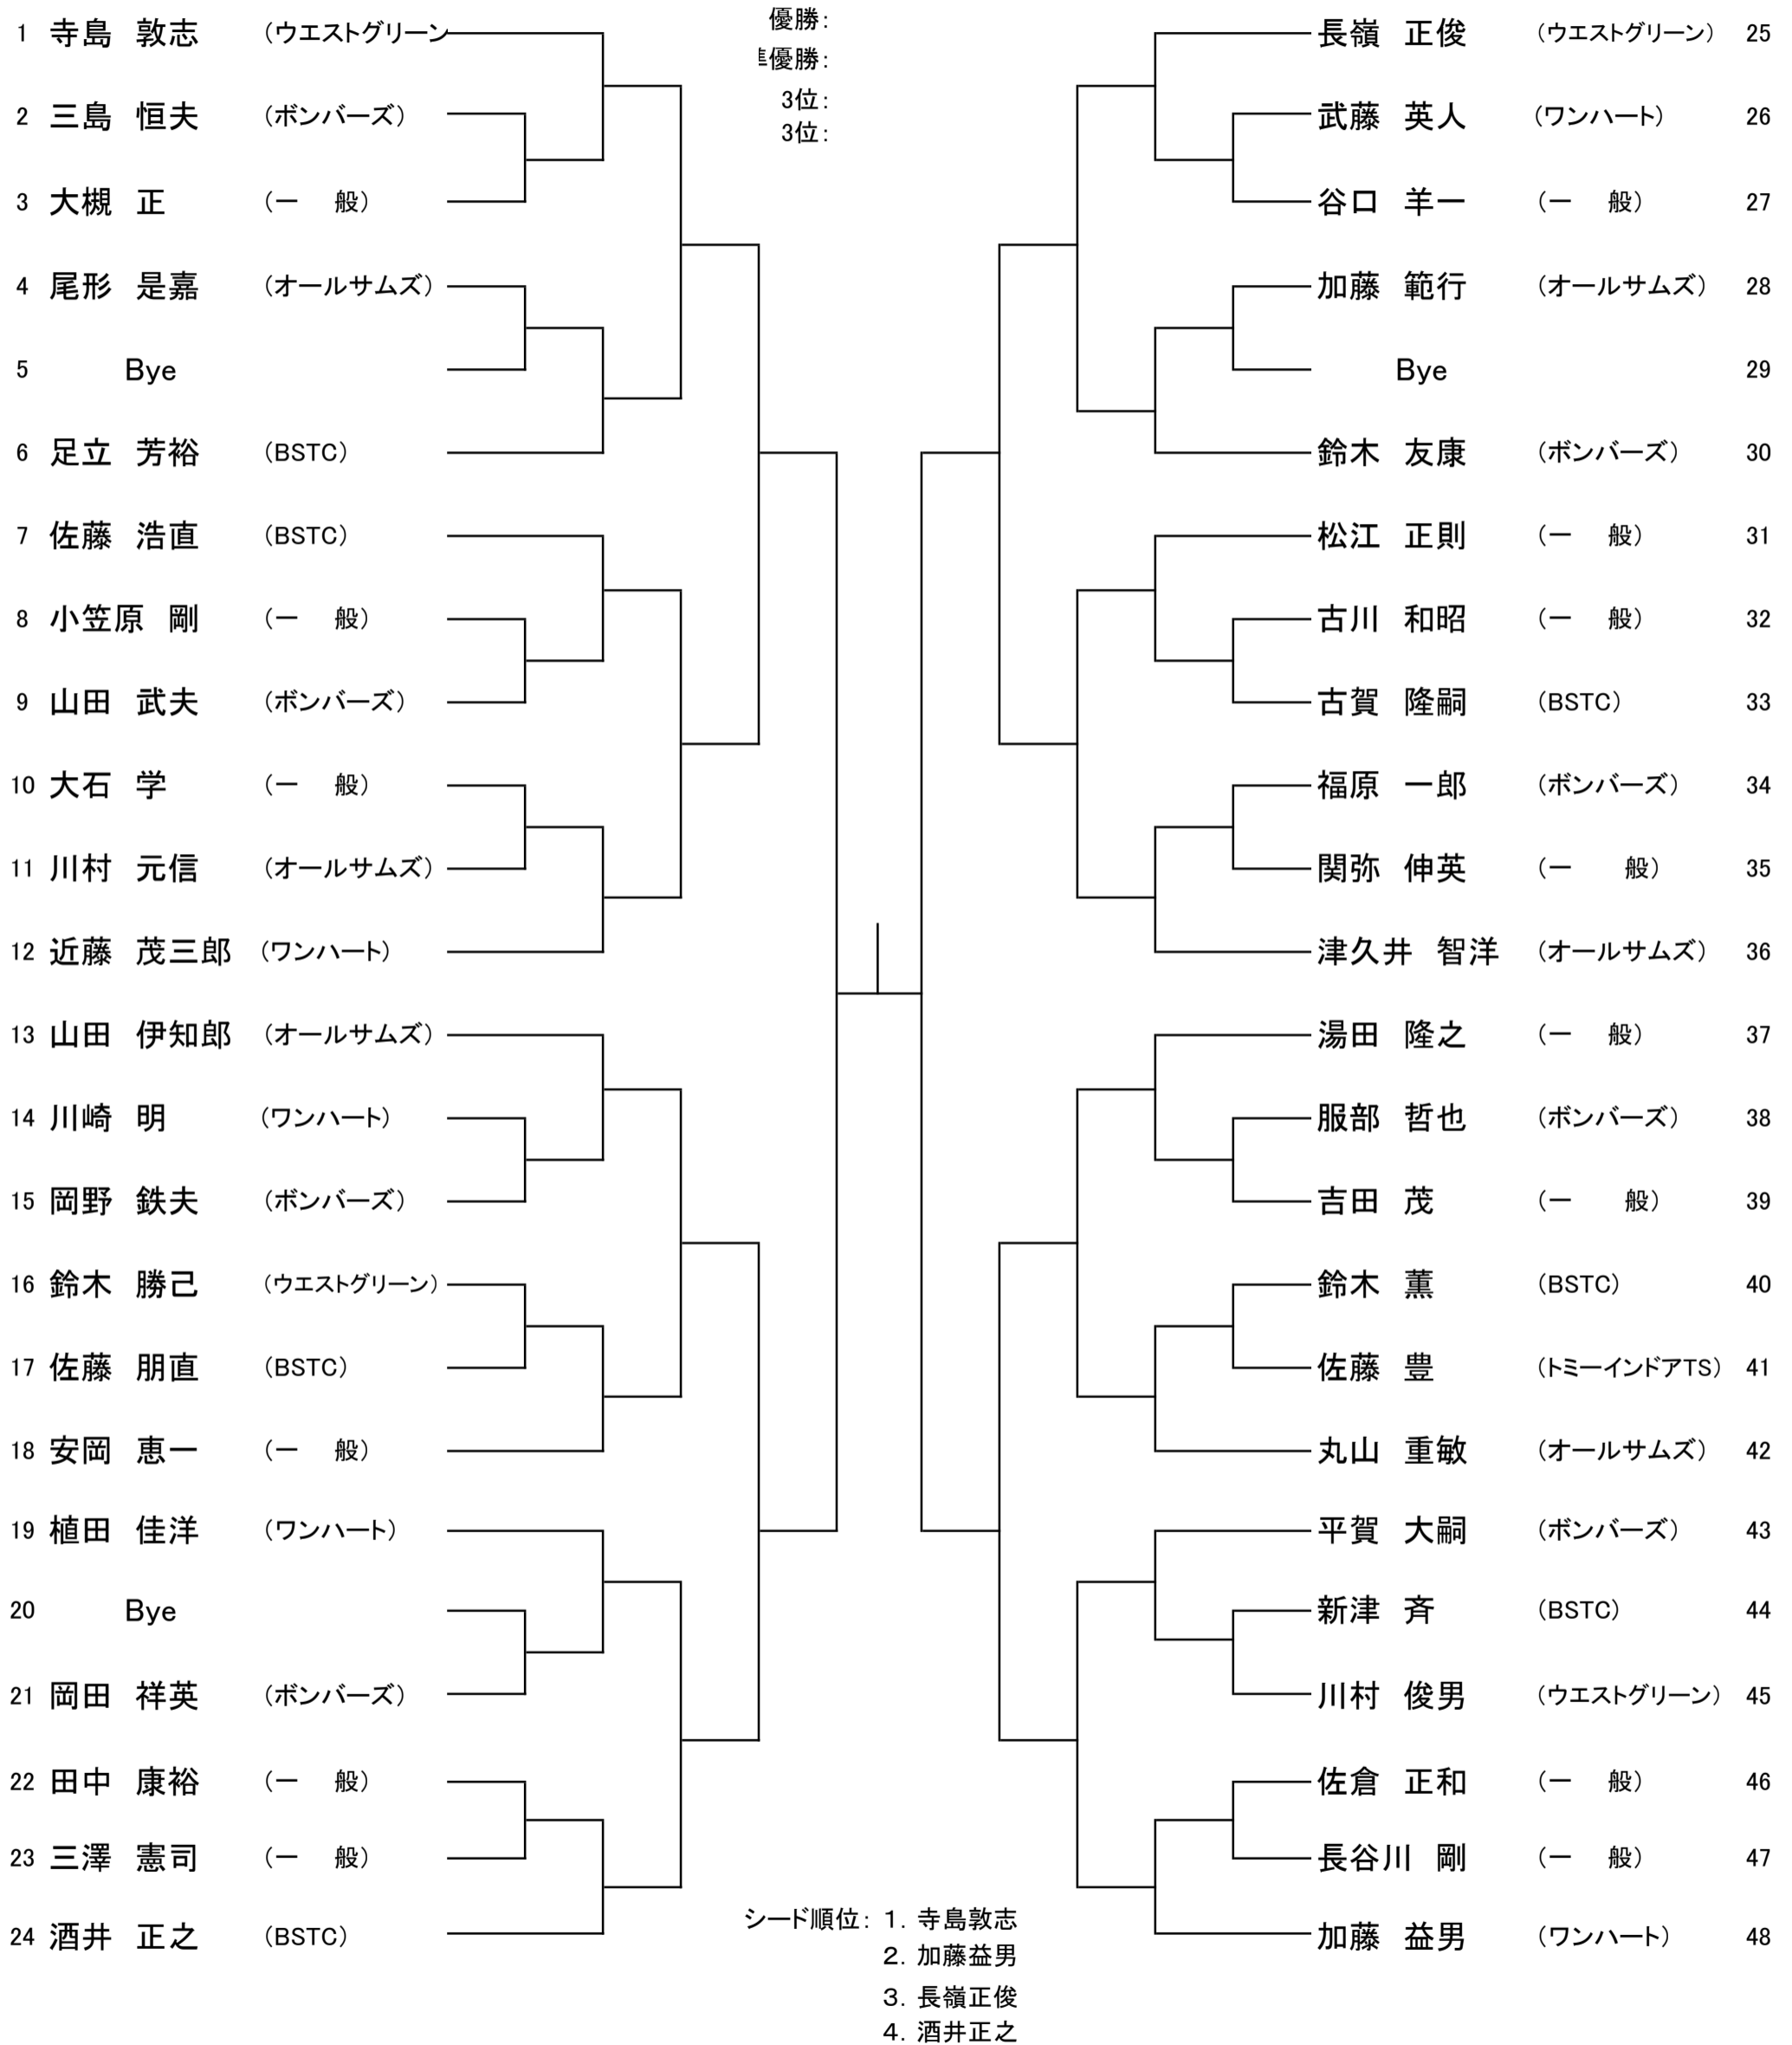 優勝：
準優勝：
3位：
3位：
1 寺島 敦志 （ウエストグリーン
2 三島 恒夫 （ボンバーズ）
3 大槻 正 （一 般）
4 尾形 是嘉 （オールサムズ）
5 Bye
6 足立 芳裕 （BSTC）
7 佐藤 浩直 （BSTC）
8 小笠原 剛 （一 般）
9 山田 武夫 （ボンバーズ）
10 大石 学 （一 般）
11 川村 元信 （オールサムズ）
12 近藤 茂三郎 （ワンハート）
13 山田 伊知郎 （オールサムズ）
14 川崎 明 （ワンハート）
15 岡野 鉄夫 （ボンバーズ）
16 鈴木 勝己 （ウエストグリーン）
17 佐藤 朋直 （BSTC）
18 安岡 恵一 （一 般）
19 植田 佳洋 （ワンハート）
20 Bye
21 岡田 祥英 （ボンバーズ）
22 田中 康裕 （一 般）
23 三澤 憲司 （一 般）
24 酒井 正之 （BSTC）
長嶺 正俊 （ウエストグリーン） 25
武藤 英人 （ワンハート） 26
谷口 羊一 （一 般） 27
加藤 範行 （オールサムズ） 28
Bye 29
鈴木 友康 （ボンバーズ） 30
松江 正則 （一 般） 31
古川 和昭 （一 般） 32
古賀 隆嗣 （BSTC） 33
福原 一郎 （ボンバーズ） 34
関弥 伸英 （一 般） 35
津久井 智洋 （オールサムズ） 36
湯田 隆之 （一 般） 37
服部 哲也 （ボンバーズ） 38
吉田 茂 （一 般） 39
鈴木 薫 （BSTC） 40
佐藤 豊 （トミーインドアTS） 41
丸山 重敏 （オールサムズ） 42
平賀 大嗣 （ボンバーズ） 43
新津 斉 （BSTC） 44
川村 俊男 （ウエストグリーン） 45
佐倉 正和 （一 般） 46
長谷川 剛 （一 般） 47
加藤 益男 （ワンハート） 48
シード順位： 1． 寺島敦志
2． 加藤益男
3． 長嶺正俊
4． 酒井正之